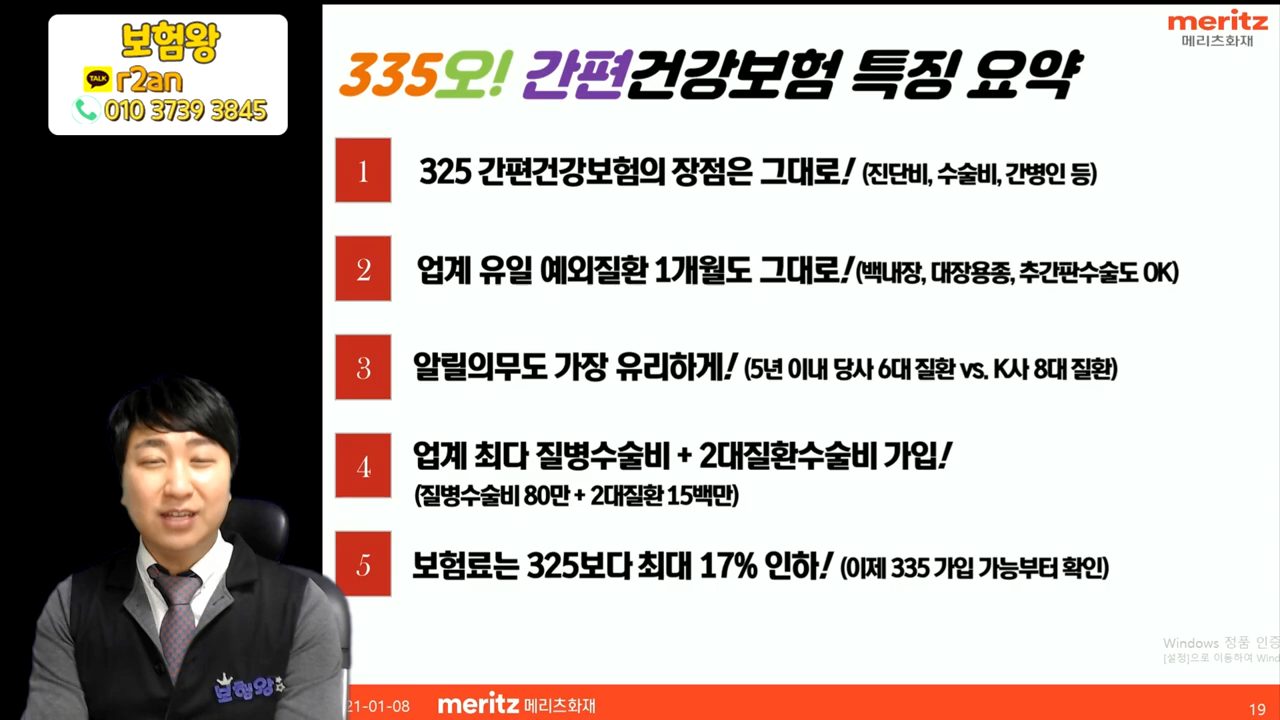 보험왕
TALK r2an
010 3739 3845
meritz
메리츠화재
335오! 간편건강보험 특징 요약
1 325 간편건강보험의 장점은 그대로! (진단비, 수술비, 간병인 등)
2 업계 유일 예외질환 1개월도 그대로! (백내장, 대장용종, 추간판수술도 OK)
3 알릴의무도 가장 유리하게! (5년 이내 당사 6대 질환 vs. K사 8대 질환)
4 업계 최다 질병수술비 + 2대질환수술비 가입!
(질병수술비 80만 + 2대질환 15백만)
5 보험료는 325보다 최대 17% 인하! (이제 335 가입 가능부터 확인)
보험왕
Windows 정품 인증
[설정]으로 이동하여 Wind
21-01-08 meritz 메리츠화재 19